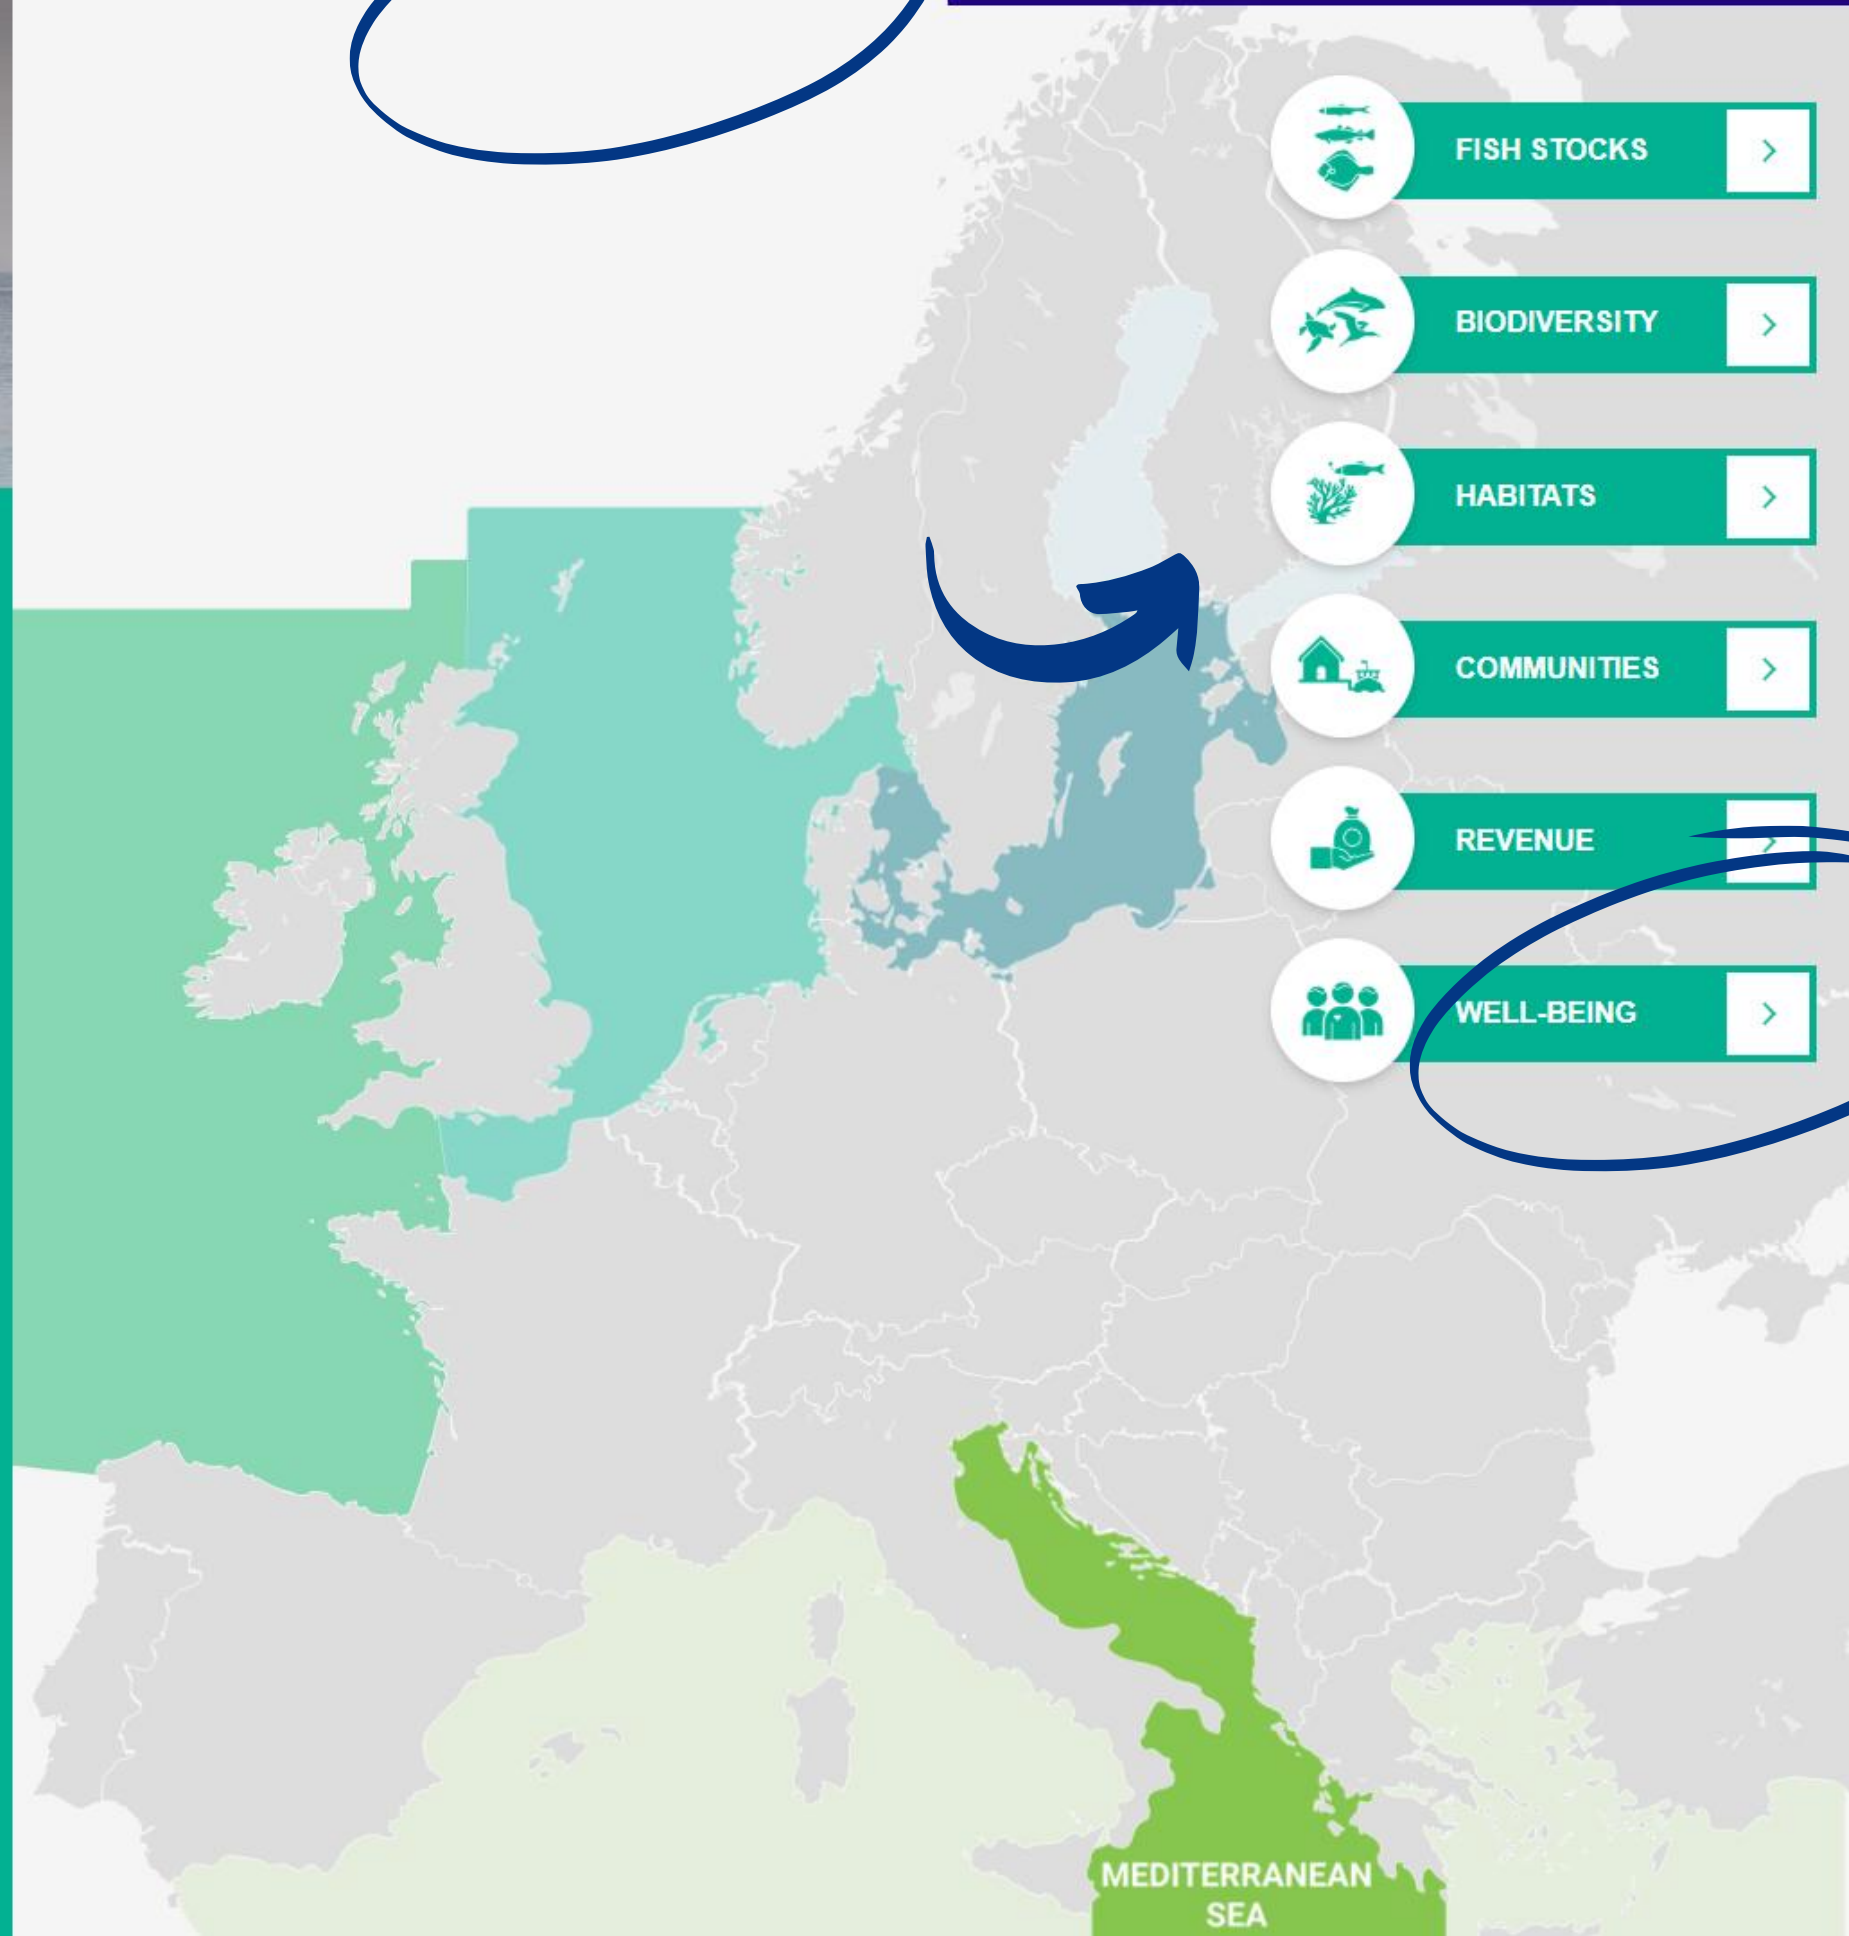 FISH STOCKS
BIODIVERSITY
HABITATS
COMMUNITIES
REVENUE
WELL-BEING
MEDITERRANEAN
SEA